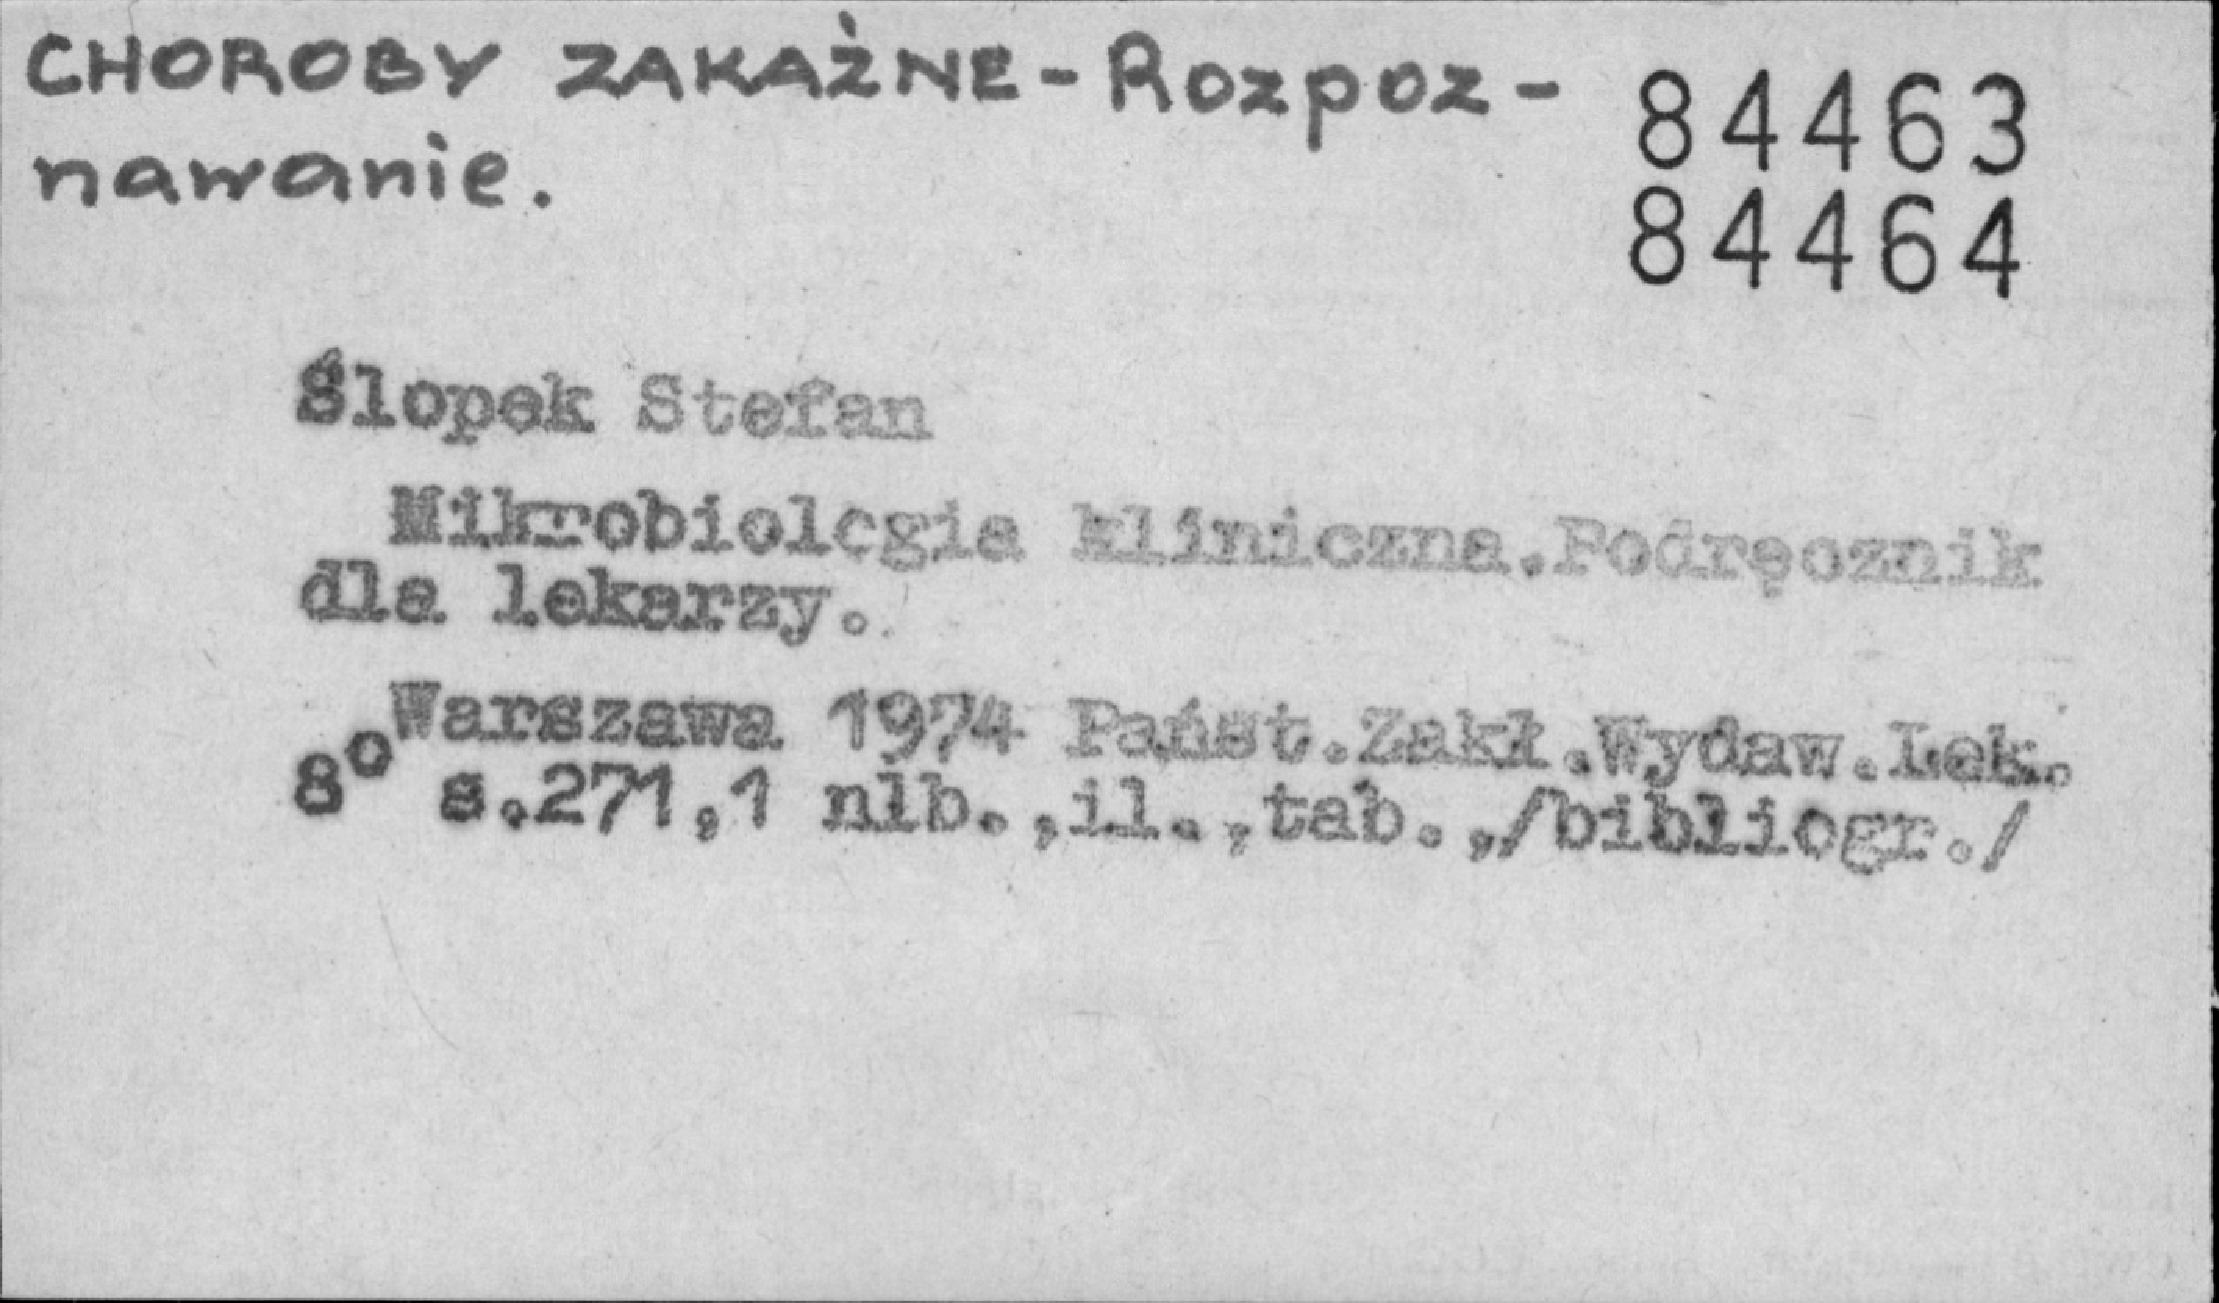 CHOROBY ZAKAŹNE - Rozpoz-
nawanie.
84463
84464
Ślopek Stefan
Mikrobiologia kliniczna.Podręcznik
dla lekarzy.
Warszawa 1974 Państ.Zakł.Wydaw.Lek.
8° s.271,1 nlb.,il.,tab.,/bibliogr./